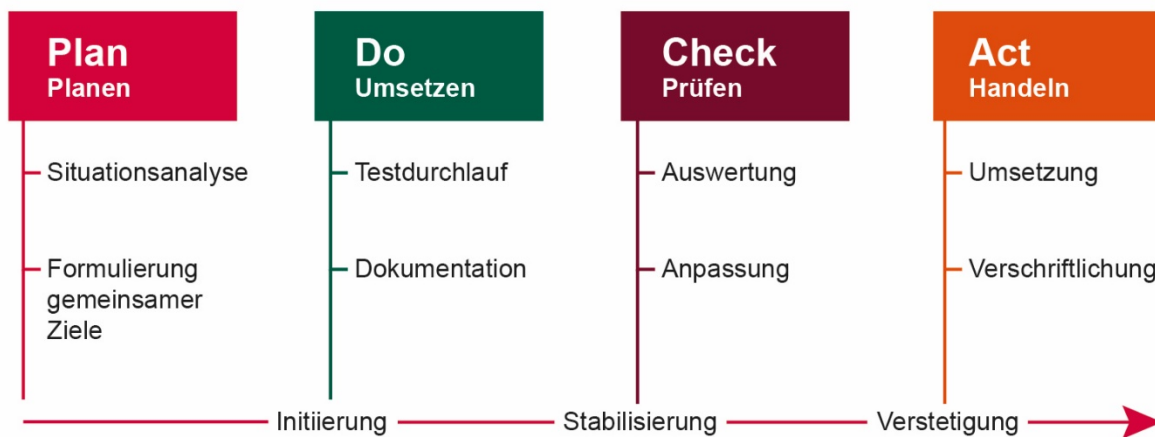 Plan
Planen
Situationsanalyse
Formulierung
gemeinsamer
Ziele
Do
Umsetzen
Testdurchlauf
Dokumentation
Check
Prüfen
Auswertung
Anpassung
Act
Handeln
Umsetzung
Verschriftlichung
Initiierung
Stabilisierung
Verstetigung